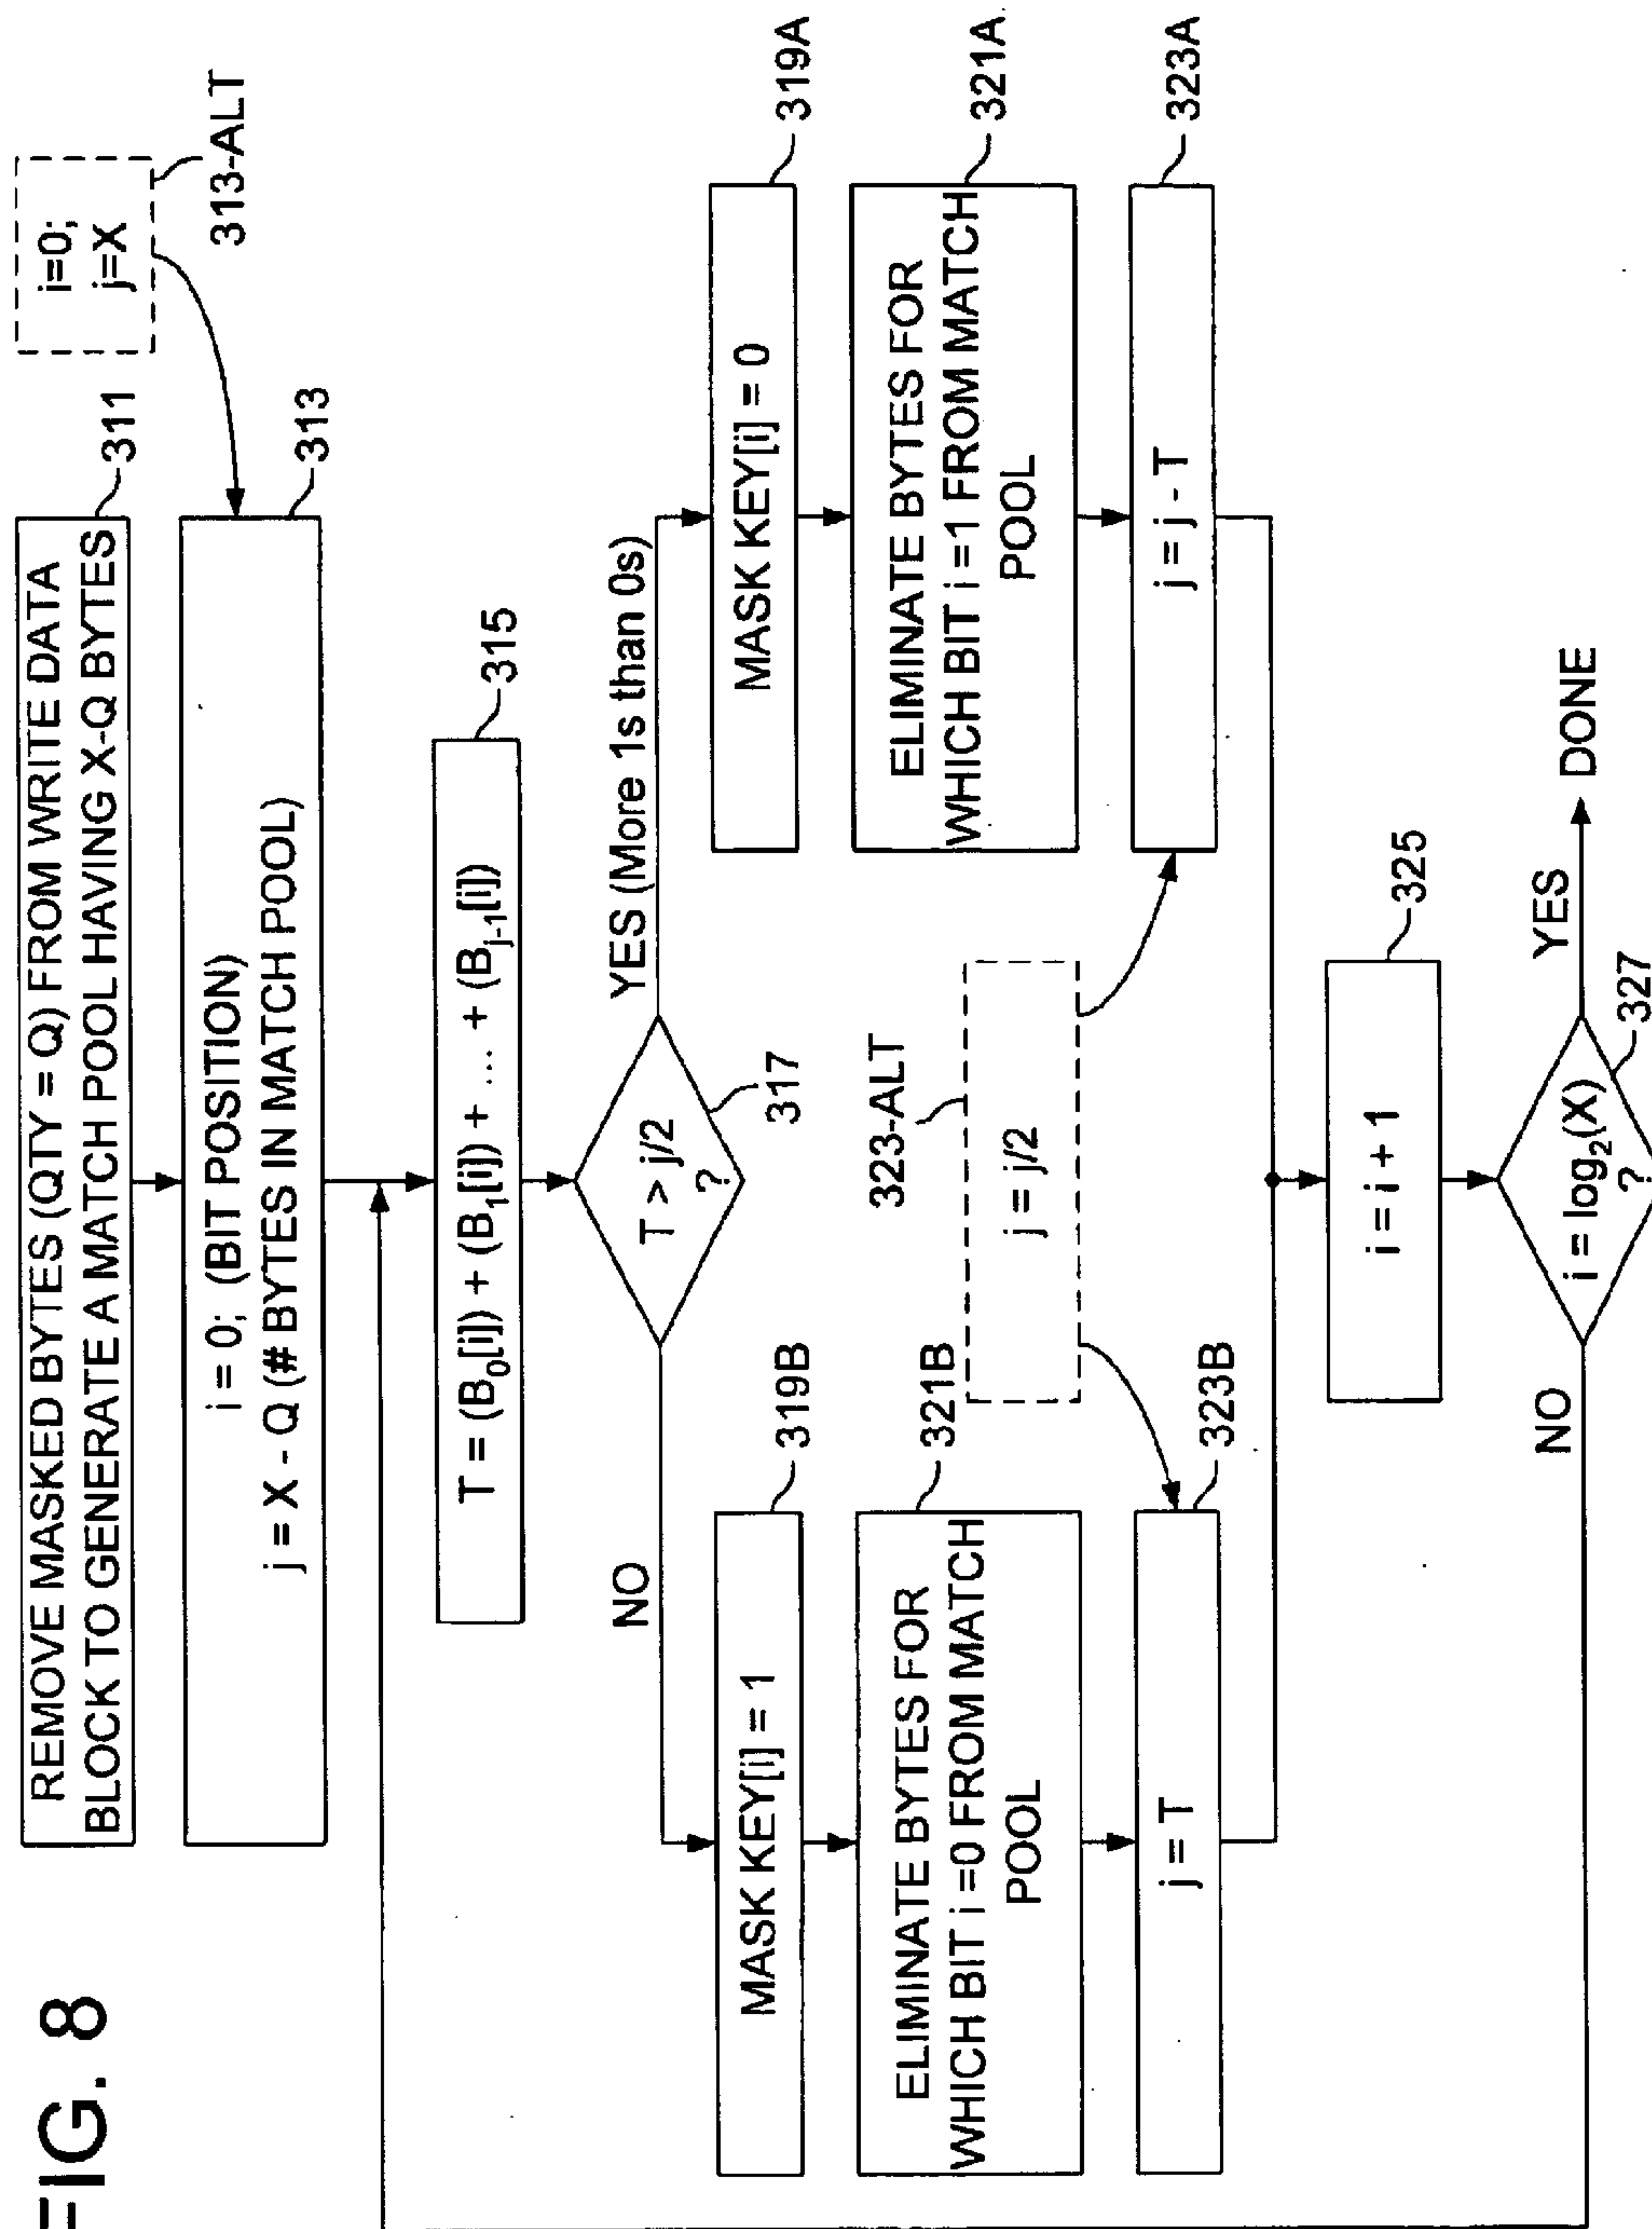 FIG. 8
REMOVE MASKED BYTES (QTY = Q) FROM WRITE DATA
BLOCK TO GENERATE A MATCH POOL HAVING X-Q BYTES
311
i=0;
j=X
313-ALT
i = 0; (BIT POSITION)
j = X - Q (# BYTES IN MATCH POOL)
313
T = (B₀[i]) + (B₁[i]) + ... + (Bⱼ₋₁[i])
315
T > j/2
?
317
NO
YES (More 1s than 0s)
MASK KEY[i] = 1
319B
MASK KEY[i] = 0
319A
ELIMINATE BYTES FOR
WHICH BIT i =0 FROM MATCH
POOL
321B
ELIMINATE BYTES FOR
WHICH BIT i =1 FROM MATCH
POOL
321A
323-ALT
j = j/2
j = T
323B
j = j - T
323A
i = i + 1
325
i = log₂(X)
?
327
NO
YES
DONE